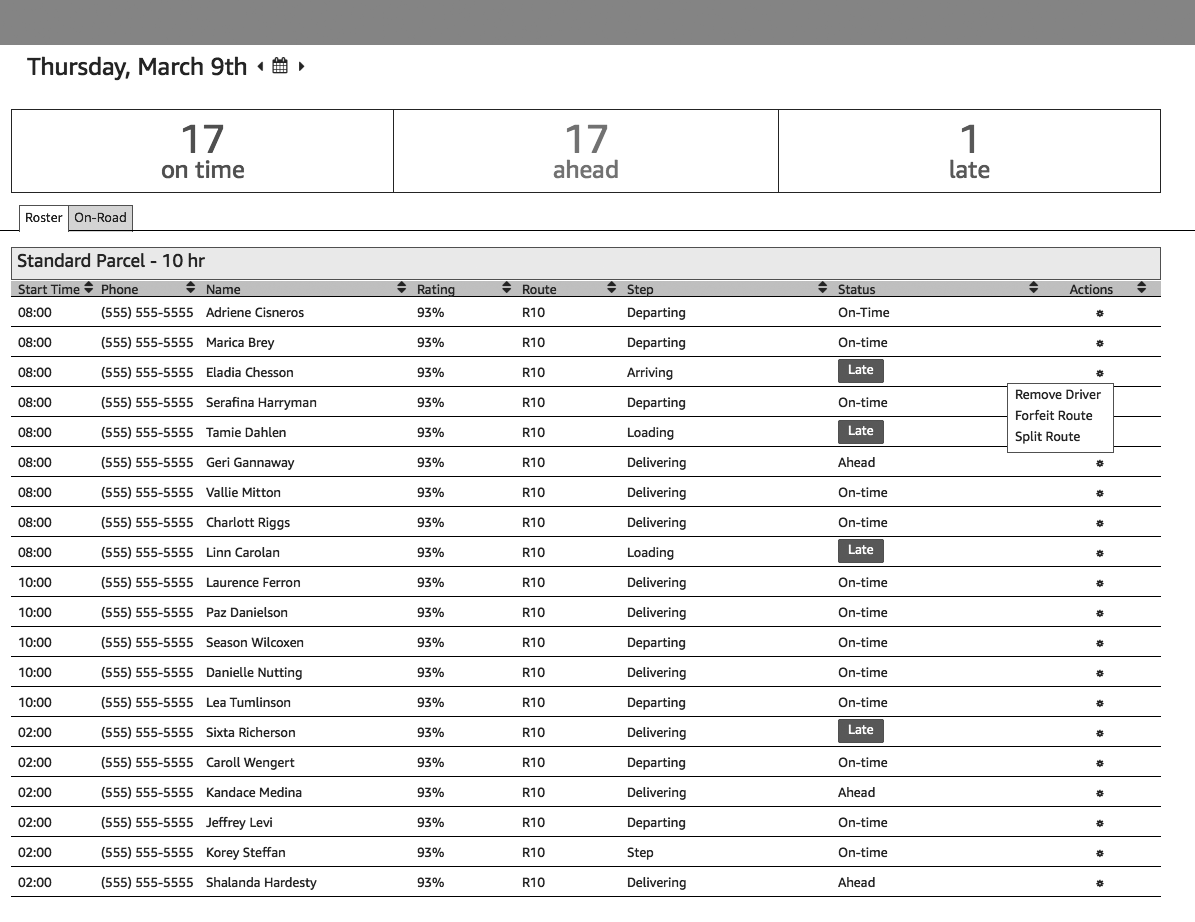 Thursday, March 9th
17 17 1
on time ahead late
Roster On-Road
Standard Parcel - 10 hr
Start Time Phone Name Rating Route Step Status Actions
08:00 (555) 555-5555 Adriene Cisneros 93% R10 Departing On-Time
08:00 (555) 555-5555 Marica Brey 93% R10 Departing On-time
08:00 (555) 555-5555 Eladia Chesson 93% R10 Arriving Late
Remove Driver
Forfeit Route
Split Route
08:00 (555) 555-5555 Serafina Harryman 93% R10 Departing On-time
08:00 (555) 555-5555 Tamie Dahlen 93% R10 Loading Late
08:00 (555) 555-5555 Geri Gannaway 93% R10 Delivering Ahead
08:00 (555) 555-5555 Vallie Mitton 93% R10 Delivering On-time
08:00 (555) 555-5555 Charlott Riggs 93% R10 Delivering On-time
08:00 (555) 555-5555 Linn Carolan 93% R10 Loading Late
10:00 (555) 555-5555 Laurence Ferron 93% R10 Delivering On-time
10:00 (555) 555-5555 Paz Danielson 93% R10 Delivering On-time
10:00 (555) 555-5555 Season Wilcoxen 93% R10 Departing On-time
10:00 (555) 555-5555 Danielle Nutting 93% R10 Delivering On-time
10:00 (555) 555-5555 Lea Tumlinson 93% R10 Departing On-time
02:00 (555) 555-5555 Sixta Richerson 93% R10 Delivering Late
02:00 (555) 555-5555 Caroll Wengert 93% R10 Departing On-time
02:00 (555) 555-5555 Kandace Medina 93% R10 Delivering Ahead
02:00 (555) 555-5555 Jeffrey Levi 93% R10 Departing On-time
02:00 (555) 555-5555 Korey Steffan 93% R10 Step On-time
02:00 (555) 555-5555 Shalanda Hardesty 93% R10 Delivering Ahead